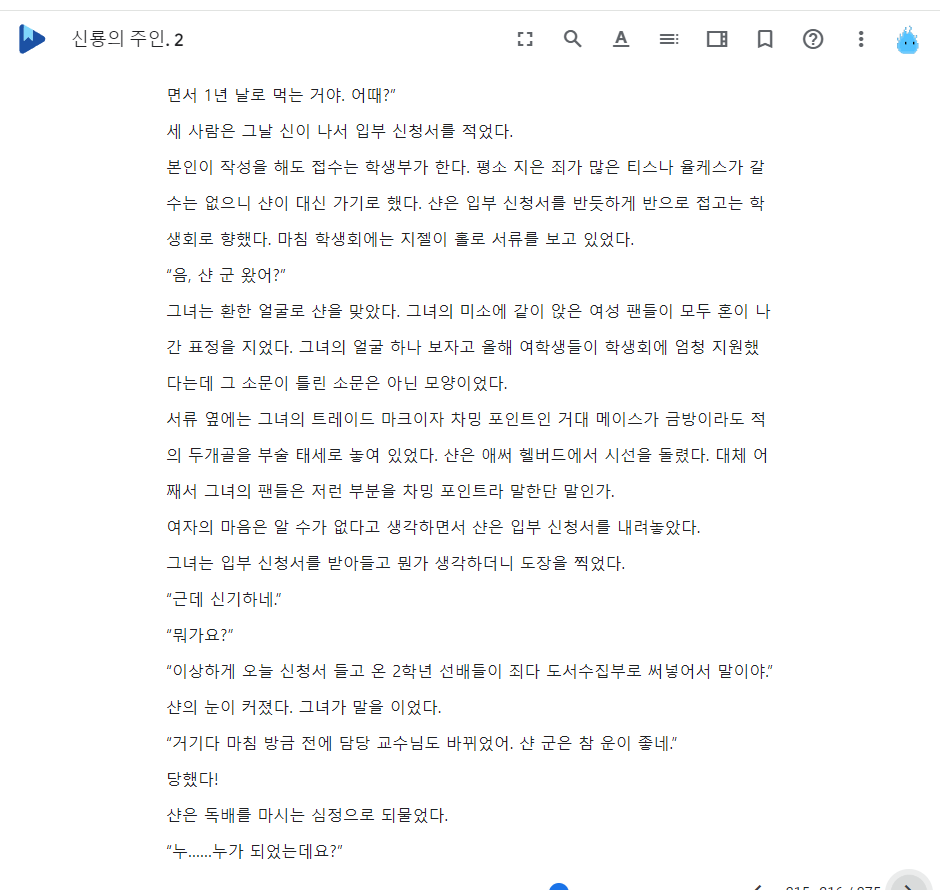 신룡의 주인. 2
면서 1년 날로 먹는 거야. 어때?”
세 사람은 그날 신이 나서 입부 신청서를 적었다.
본인이 작성을 해도 접수는 학생부가 한다. 평소 지은 죄가 많은 티스나 율케스가 갈
수는 없으니 샨이 대신 가기로 했다. 샨은 입부 신청서를 반듯하게 반으로 접고는 학
생회로 향했다. 마침 학생회에는 지젤이 홀로 서류를 보고 있었다.
“음, 샨 군 왔어?”
그녀는 환한 얼굴로 샨을 맞았다. 그녀의 미소에 같이 앉은 여성 팬들이 모두 혼이 나
간 표정을 지었다. 그녀의 얼굴 하나 보자고 올해 여학생들이 학생회에 엄청 지원했
다는데 그 소문이 틀린 소문은 아닌 모양이었다.
서류 옆에는 그녀의 트레이드 마크이자 차밍 포인트인 거대 메이스가 금방이라도 적
의 두개골을 부술 태세로 놓여 있었다. 샨은 애써 헬버드에서 시선을 돌렸다. 대체 어
째서 그녀의 팬들은 저런 부분을 차밍 포인트라 말한단 말인가.
여자의 마음은 알 수가 없다고 생각하면서 샨은 입부 신청서를 내려놓았다.
그녀는 입부 신청서를 받아들고 뭔가 생각하더니 도장을 찍었다.
“근데 신기하네.”
“뭐가요?”
“이상하게 오늘 신청서 들고 온 2학년 선배들이 죄다 도서수집부로 써넣어서 말이야.”
샨의 눈이 커졌다. 그녀가 말을 이었다.
“거기다 마침 방금 전에 담당 교수님도 바뀌었어. 샨 군은 참 운이 좋네.”
당했다!
샨은 독배를 마시는 심정으로 되물었다.
“누......누가 되었는데요?”